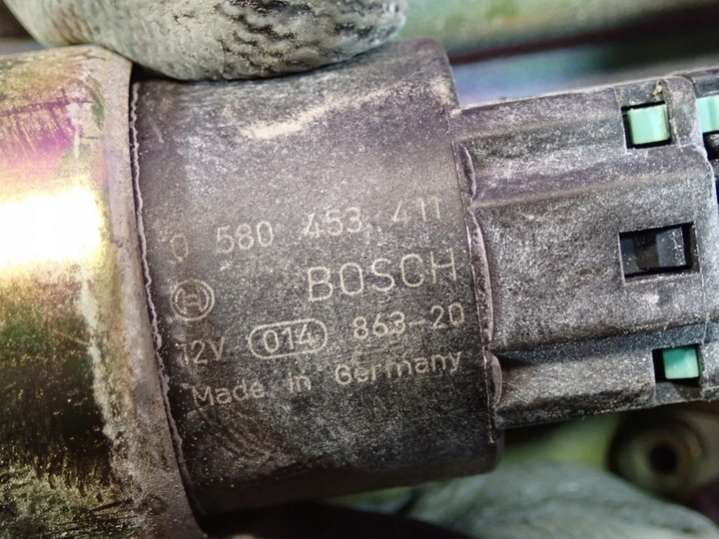 0 580 453 411
BOSCH
12V 014 863-20
Made in Germany